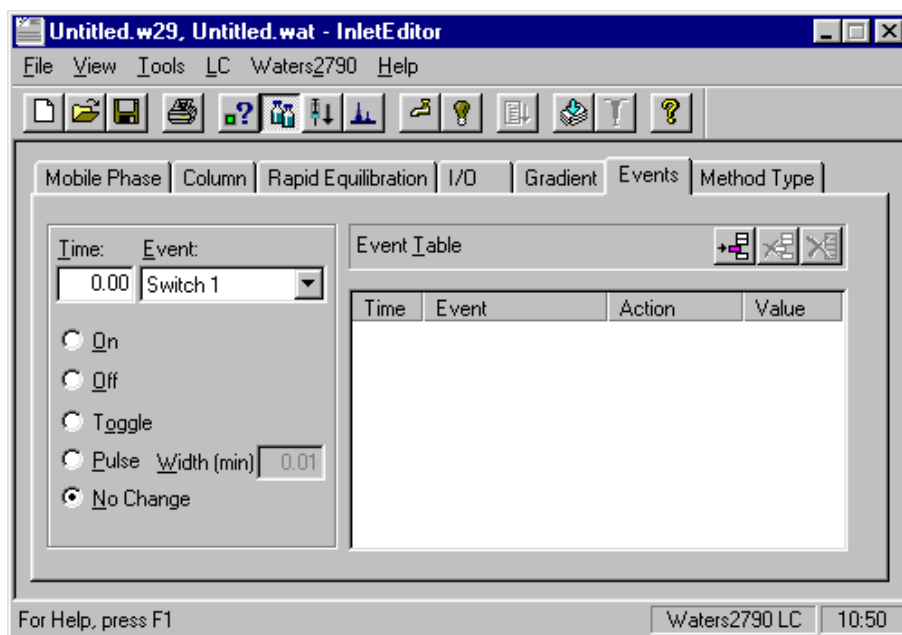 Untitled.w29, Untitled.wat - InletEditor
File View Tools LC Waters2790 Help
Mobile Phase Column Rapid Equilibration I/O Gradient Events Method Type
Time: Event: Event Table
0.00 Switch 1
Time Event Action Value
On
Off
Toggle
Pulse Width (min) 0.01
No Change
For Help, press F1 Waters2790 LC 10:50